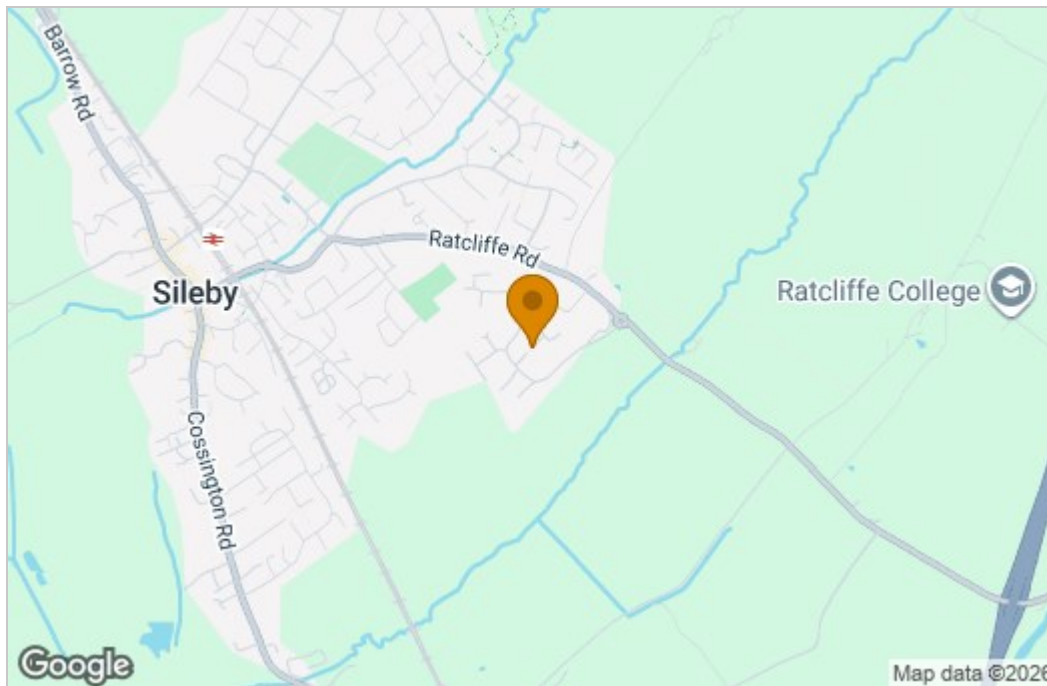 Barrow Rd
Ratcliffe Rd
Sileby
Ratcliffe College
Cossington Rd
Google
Map data ©2026